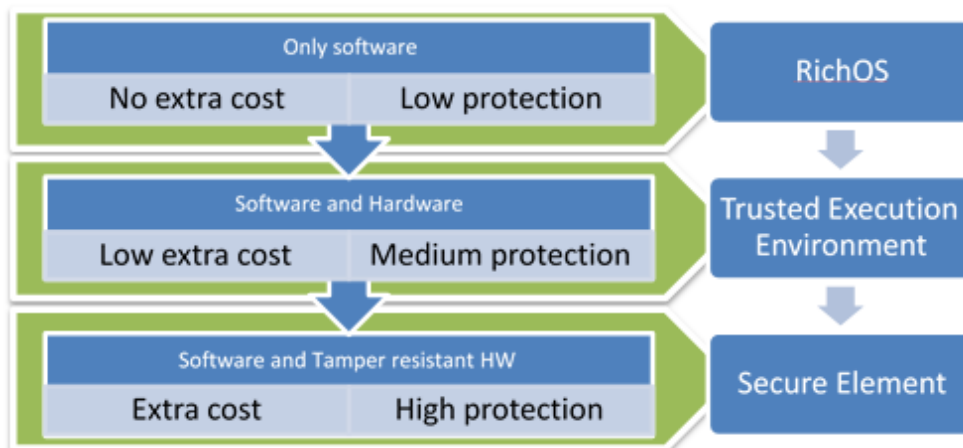 Only software
No extra cost
Low protection
RichOS
Software and Hardware
Low extra cost
Medium protection
Trusted Execution
Environment
Software and Tamper resistant HW
Extra cost
High protection
Secure Element